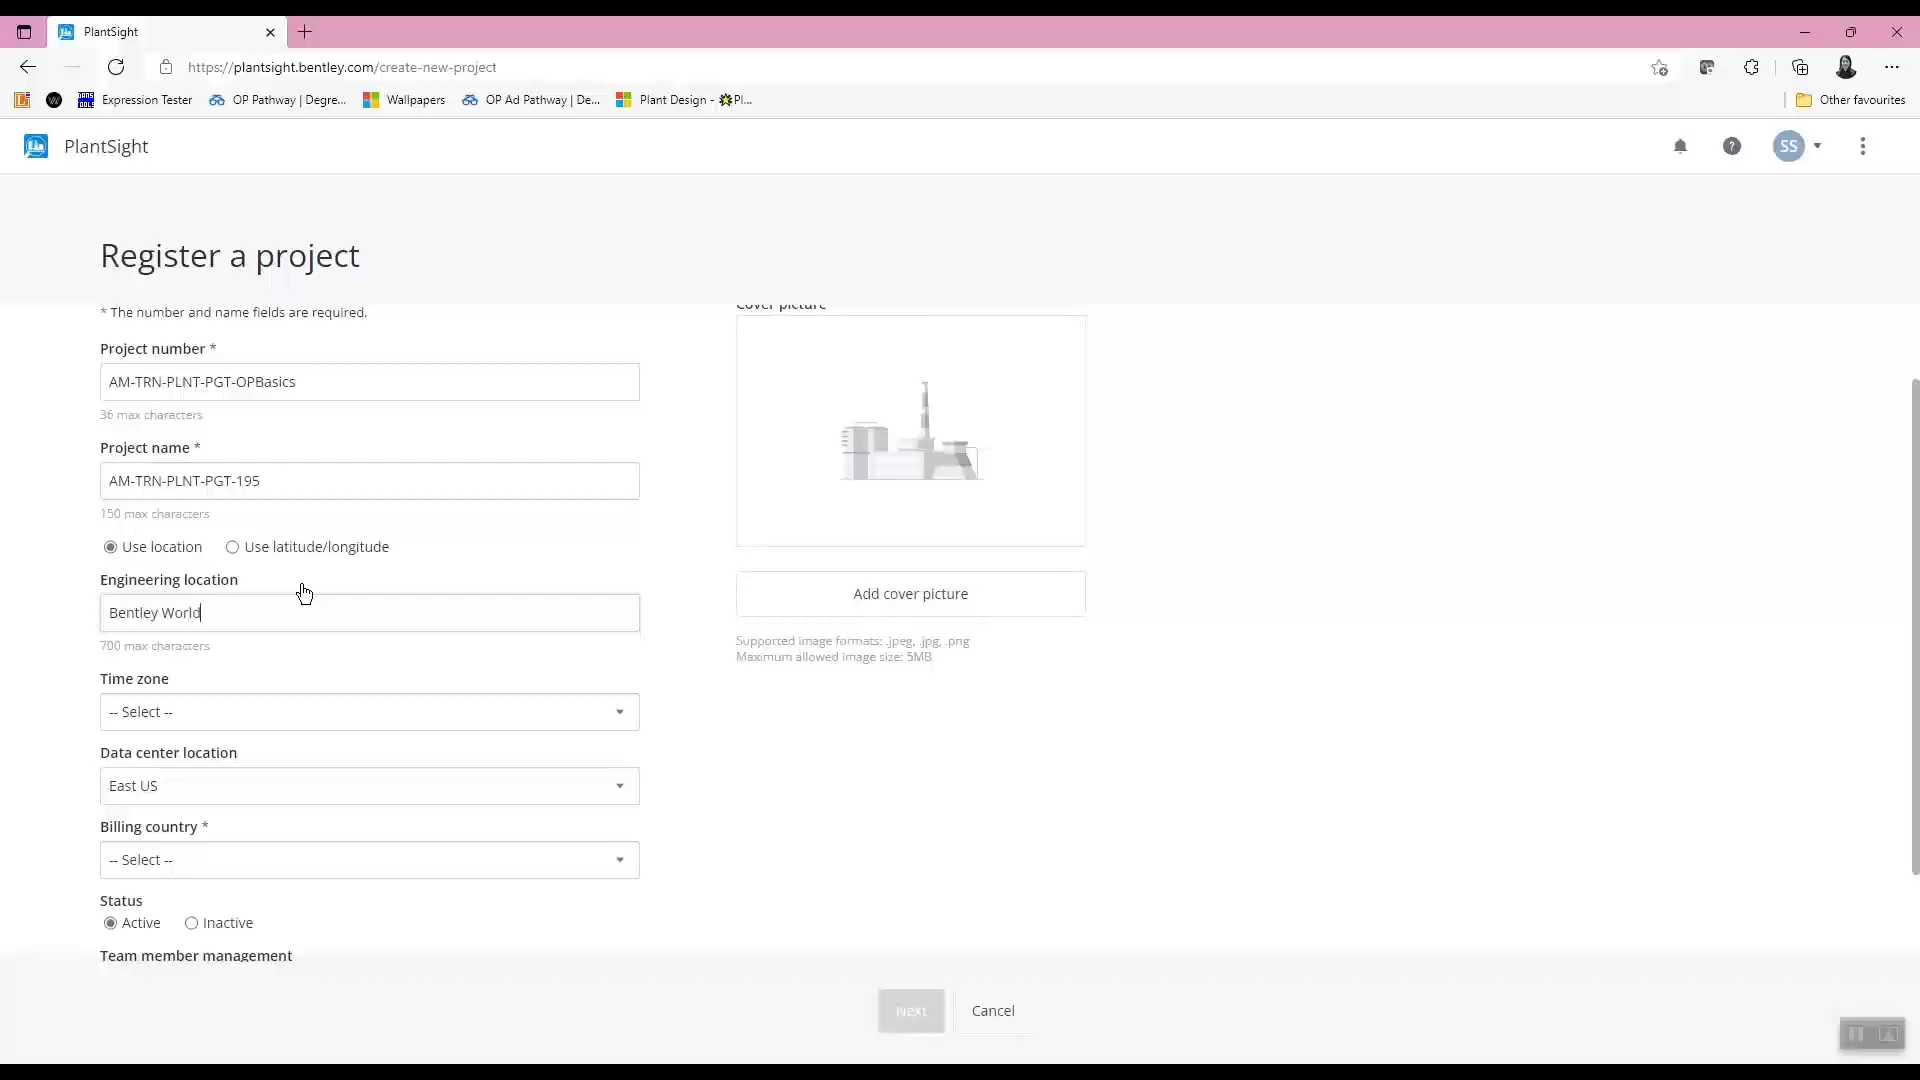 PlantSight
https://plantsight.bentley.com/create-new-project
Expression Tester
OP Pathway | Degre...
Wallpapers
OP Ad Pathway | De...
Plant Design - ✸Pl...
Other favourites
PlantSight
? SS
Register a project
* The number and name fields are required.
Cover picture
Project number *
AM-TRN-PLNT-PGT-OPBasics
36 max characters
Project name *
AM-TRN-PLNT-PGT-195
150 max characters
Use location
Use latitude/longitude
Engineering location
Bentley World
700 max characters
Add cover picture
Supported image formats: .jpeg, .jpg, .png
Maximum allowed image size: 5MB
Time zone
-- Select --
Data center location
East US
Billing country *
-- Select --
Status
Active
Inactive
Team member management
Next
Cancel